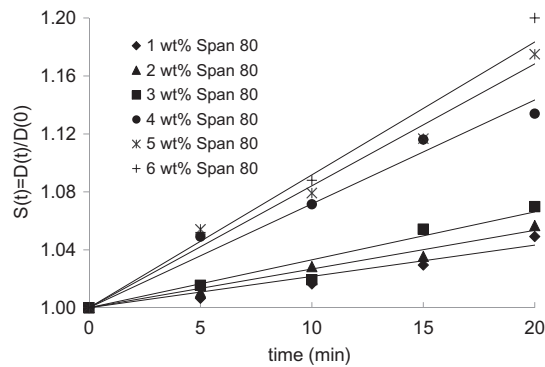 1.20
1.16
1.12
1.08
1.04
1.00
S(t)=D(t)/D(0)
1 wt% Span 80
2 wt% Span 80
3 wt% Span 80
4 wt% Span 80
5 wt% Span 80
6 wt% Span 80
0 5 10 15 20
time (min)